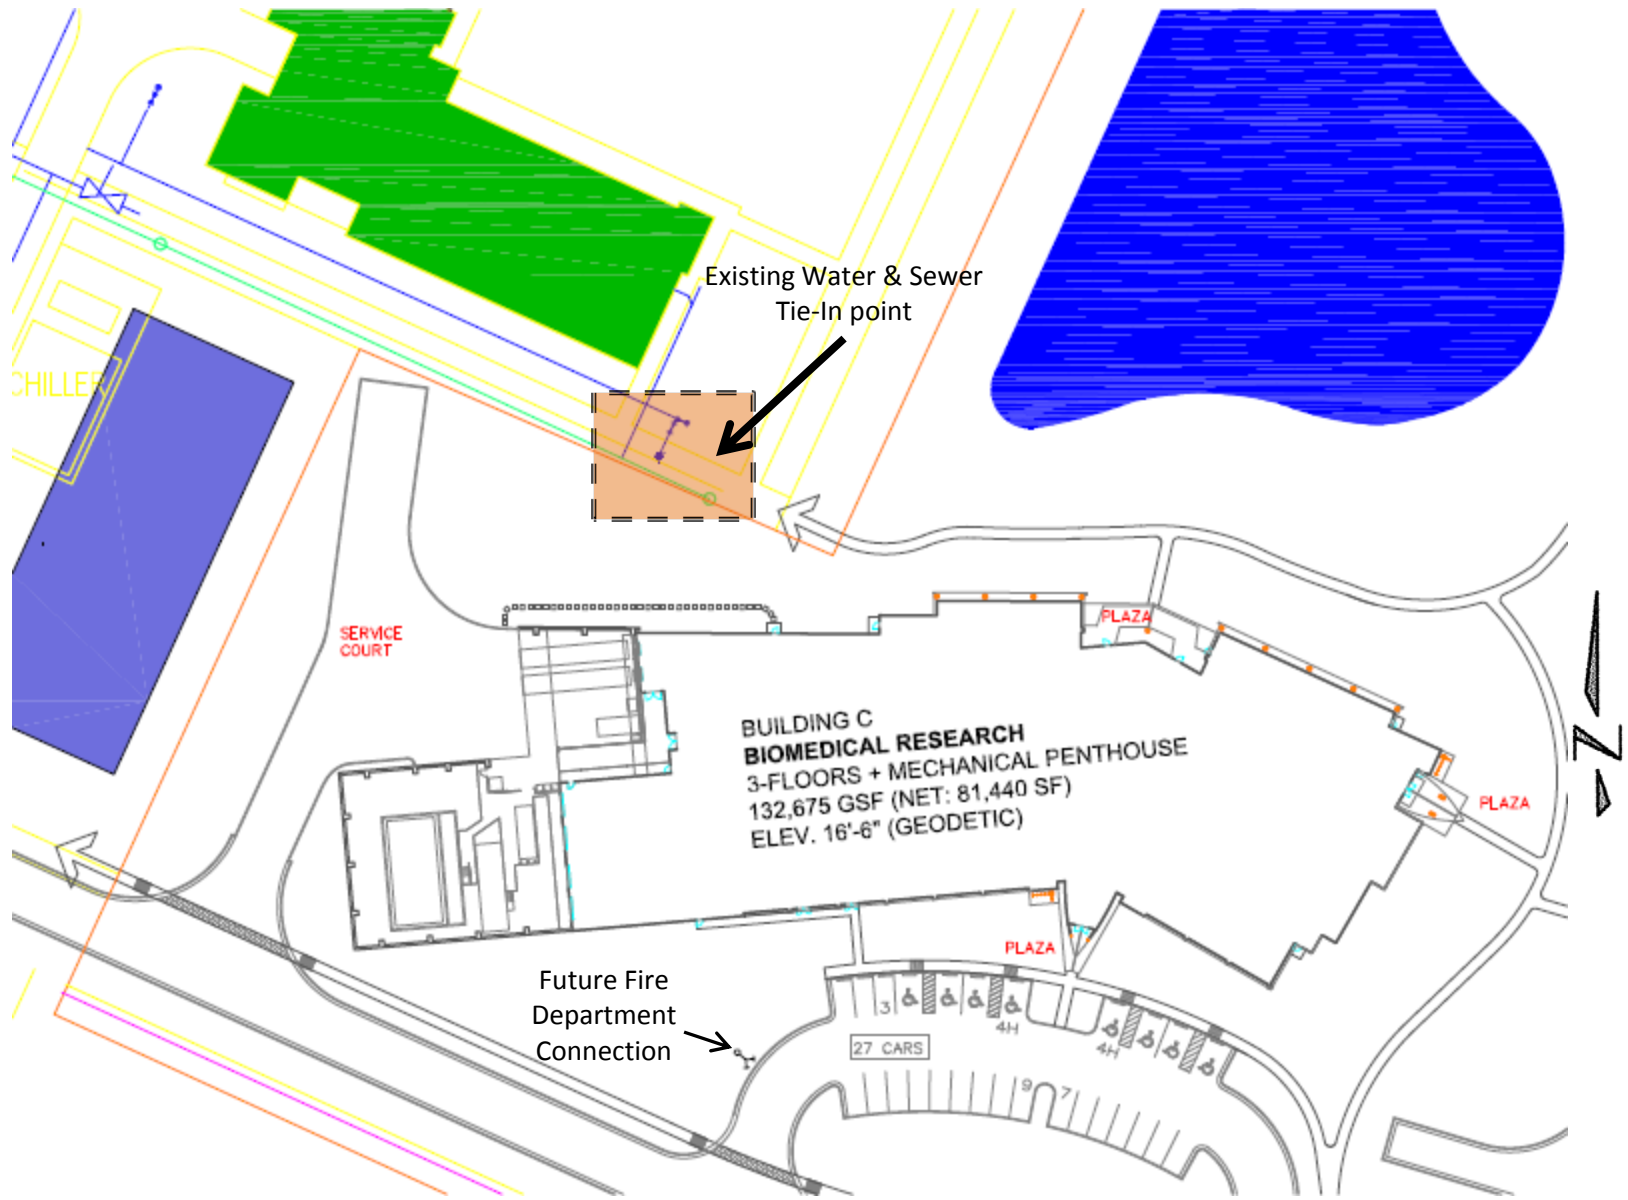 Existing Water & Sewer
Tie-In point
CHILLER
PLAZA
SERVICE
COURT
BUILDING C
BIOMEDICAL RESEARCH
3-FLOORS + MECHANICAL PENTHOUSE
132,675 GSF (NET: 81,440 SF)
ELEV. 16'-6" (GEODETIC)
N
PLAZA
PLAZA
Future Fire
Department
Connection
3
4H
4H
27 CARS
9
7